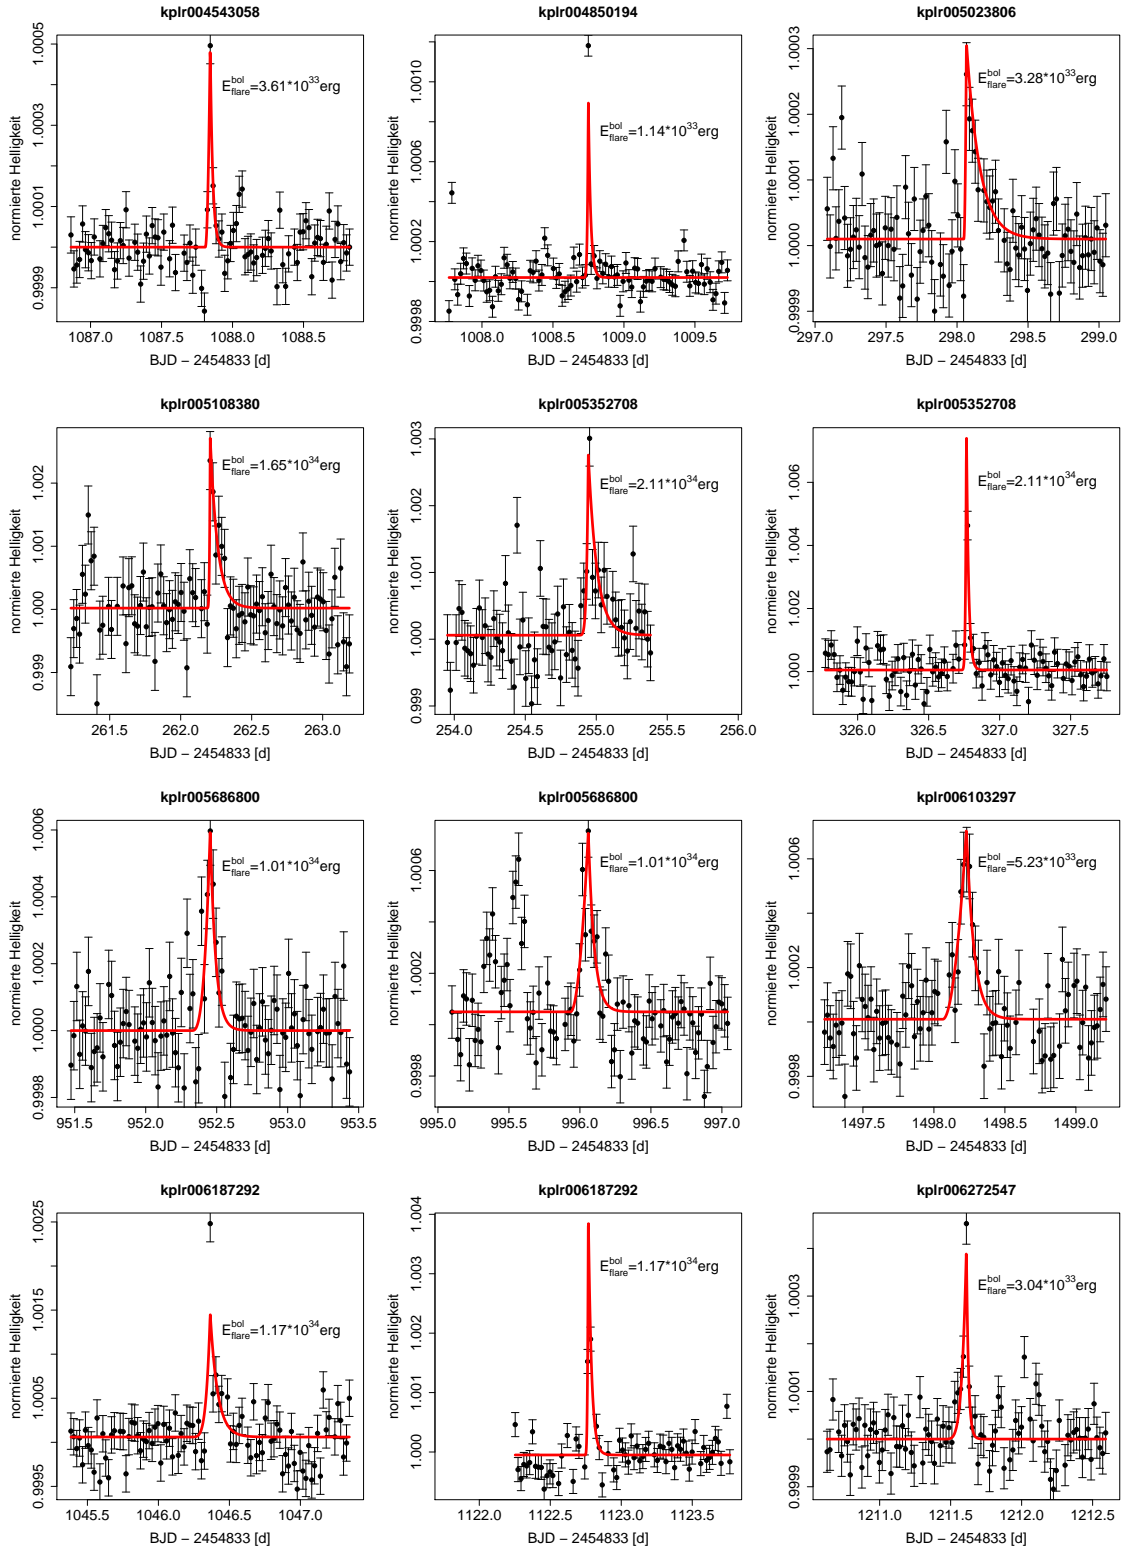 kplr004543058
normierte Helligkeit
0.9999 1.0001 1.0003 1.0005
E^bol_flare=3.61*10^33erg
1087.0 1087.5 1088.0 1088.5
BJD − 2454833 [d]
kplr004850194
normierte Helligkeit
0.9998 1.0002 1.0006 1.0010
E^bol_flare=1.14*10^33erg
1008.0 1008.5 1009.0 1009.5
BJD − 2454833 [d]
kplr005023806
normierte Helligkeit
0.9999 1.0000 1.0001 1.0002 1.0003
E^bol_flare=3.28*10^33erg
297.0 297.5 298.0 298.5 299.0
BJD − 2454833 [d]
kplr005108380
normierte Helligkeit
0.999 1.000 1.001 1.002
E^bol_flare=1.65*10^34erg
261.5 262.0 262.5 263.0
BJD − 2454833 [d]
kplr005352708
normierte Helligkeit
0.999 1.000 1.001 1.002 1.003
E^bol_flare=2.11*10^34erg
254.0 254.5 255.0 255.5 256.0
BJD − 2454833 [d]
kplr005352708
normierte Helligkeit
1.000 1.002 1.004 1.006
E^bol_flare=2.11*10^34erg
326.0 326.5 327.0 327.5
BJD − 2454833 [d]
kplr005686800
normierte Helligkeit
0.9998 1.0000 1.0002 1.0004 1.0006
E^bol_flare=1.01*10^34erg
951.5 952.0 952.5 953.0 953.5
BJD − 2454833 [d]
kplr005686800
normierte Helligkeit
0.9998 1.0002 1.0006
E^bol_flare=1.01*10^34erg
995.0 995.5 996.0 996.5 997.0
BJD − 2454833 [d]
kplr006103297
normierte Helligkeit
0.9998 1.0002 1.0006
E^bol_flare=5.23*10^33erg
1497.5 1498.0 1498.5 1499.0
BJD − 2454833 [d]
kplr006187292
normierte Helligkeit
0.9995 1.0005 1.0015 1.0025
E^bol_flare=1.17*10^34erg
1045.5 1046.0 1046.5 1047.0
BJD − 2454833 [d]
kplr006187292
normierte Helligkeit
1.000 1.001 1.002 1.003 1.004
E^bol_flare=1.17*10^34erg
1122.0 1122.5 1123.0 1123.5
BJD − 2454833 [d]
kplr006272547
normierte Helligkeit
0.9999 1.0001 1.0003
E^bol_flare=3.04*10^33erg
1211.0 1211.5 1212.0 1212.5
BJD − 2454833 [d]